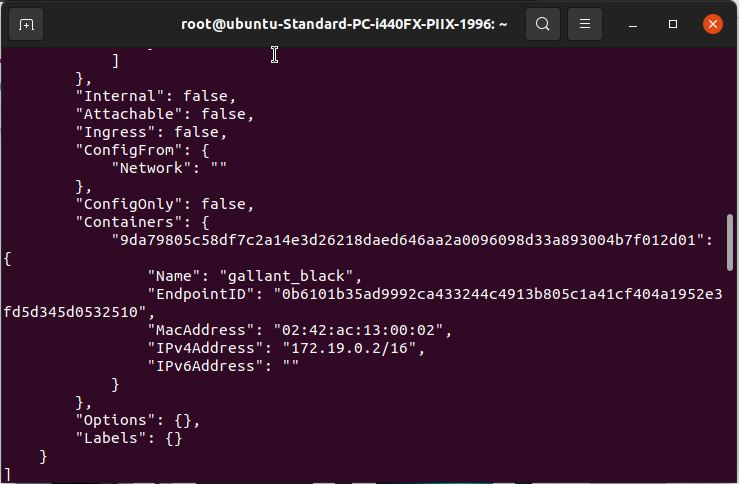 root@ubuntu-Standard-PC-i440FX-PIIX-1996: ~
]
},
"Internal": false,
"Attachable": false,
"Ingress": false,
"ConfigFrom": {
"Network": ""
},
"ConfigOnly": false,
"Containers": {
"9da79805c58df7c2a14e3d26218daed646aa2a0096098d33a893004b7f012d01":
{
"Name": "gallant_black",
"EndpointID": "0b6101b35ad9992ca433244c4913b805c1a41cf404a1952e3
fd5d345d0532510",
"MacAddress": "02:42:ac:13:00:02",
"IPv4Address": "172.19.0.2/16",
"IPv6Address": ""
}
},
"Options": {},
"Labels": {}
}
]